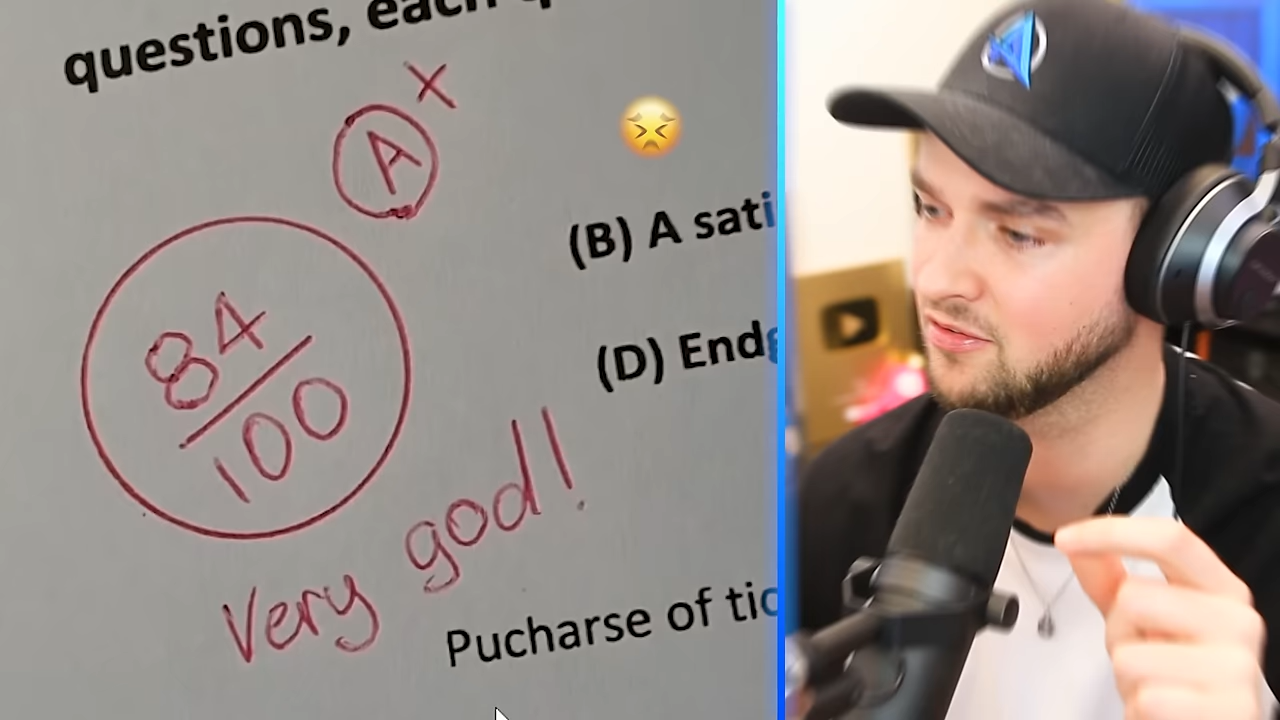 questions, each
A+
(B) A sati
84
100
(D) End
very god!
Pucharse of tic